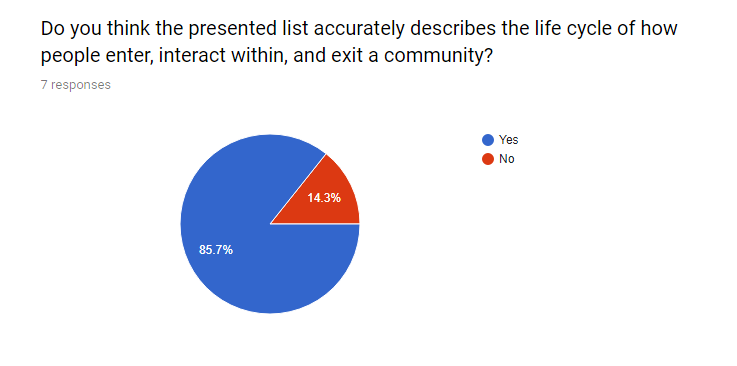 Do you think the presented list accurately describes the life cycle of how
people enter, interact within, and exit a community?
7 responses
Yes
No
14.3%
85.7%